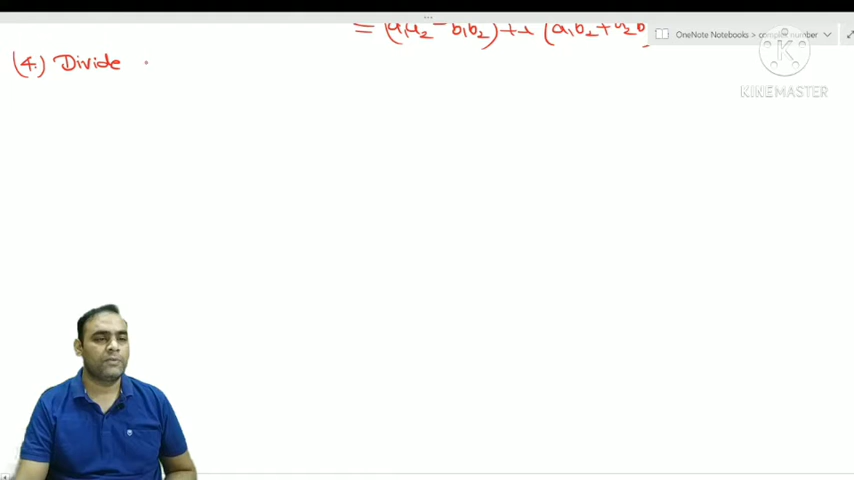 = (a₁a₂ - b₁b₂) + i (a₁b₂ + a₂b
OneNote Notebooks > complex number
KINEMASTER
(4.) Divide